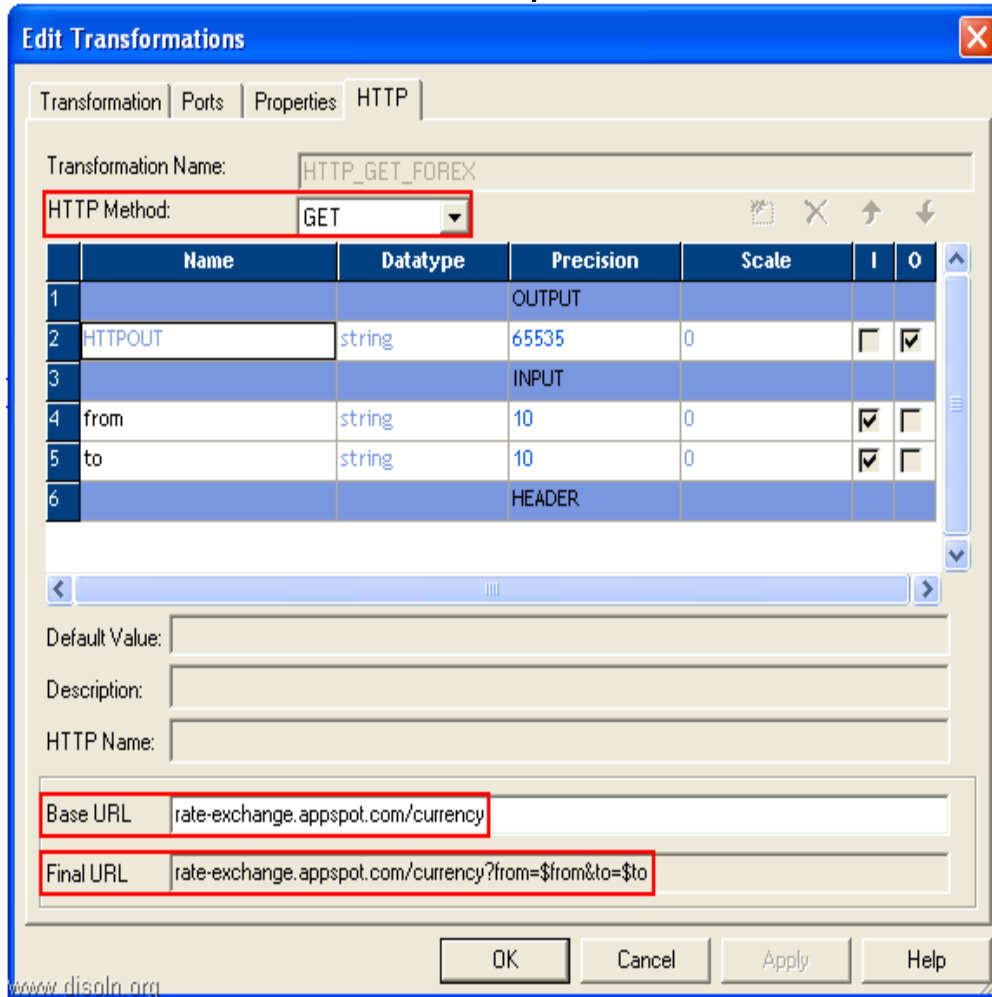 Edit Transformations
Transformation Ports Properties HTTP
Transformation Name: HTTP_GET_FOREX
HTTP Method: GET
Name Datatype Precision Scale I O
1 OUTPUT
2 HTTPOUT string 65535 0
3 INPUT
4 from string 10 0
5 to string 10 0
6 HEADER
Default Value:
Description:
HTTP Name:
Base URL rate-exchange.appspot.com/currency
Final URL rate-exchange.appspot.com/currency?from=$from&to=$to
OK Cancel Apply Help
www.disoln.org